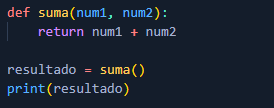 def suma(num1, num2):
    return num1 + num2

resultado = suma()
print(resultado)